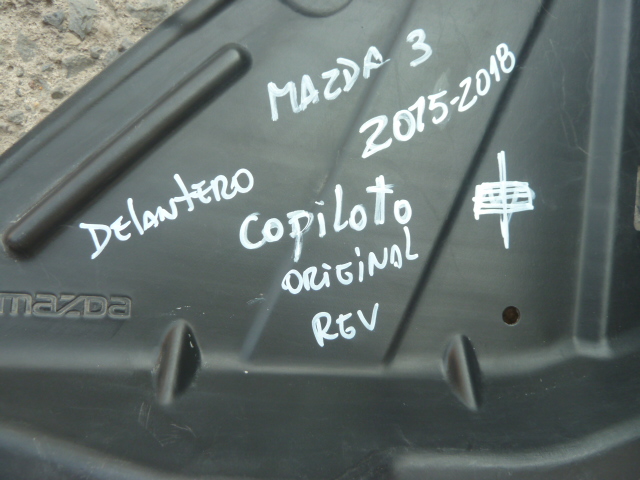 MAZDA 3
2015-2018
DELANTERO
COPILOTO
ORIGINAL
REV
mazda